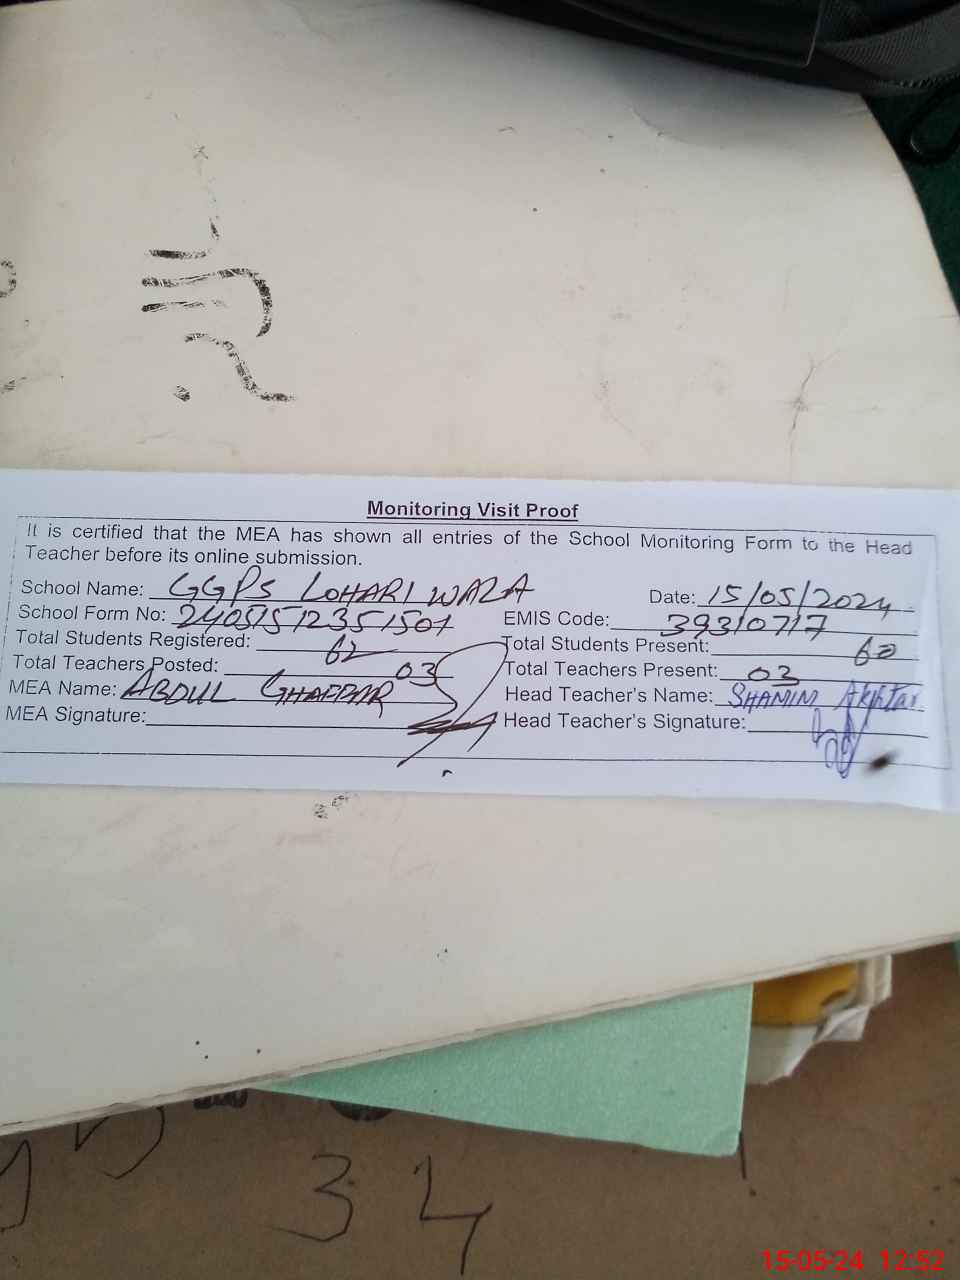 Monitoring Visit Proof
It is certified that the MEA has shown all entries of the School Monitoring Form to the Head
Teacher before its online submission.
School Name: GGPS LOHARI WALA Date: 15/05/2024
School Form No: 24051512351501 EMIS Code: 39310717
Total Students Registered: 62 Total Students Present: 60
Total Teachers Posted: 03 Total Teachers Present: 03
MEA Name: ABDUL GHAFFAR Head Teacher's Name: SHAMIM Akhtar
MEA Signature: Head Teacher's Signature:
34
15-05-24 12:52